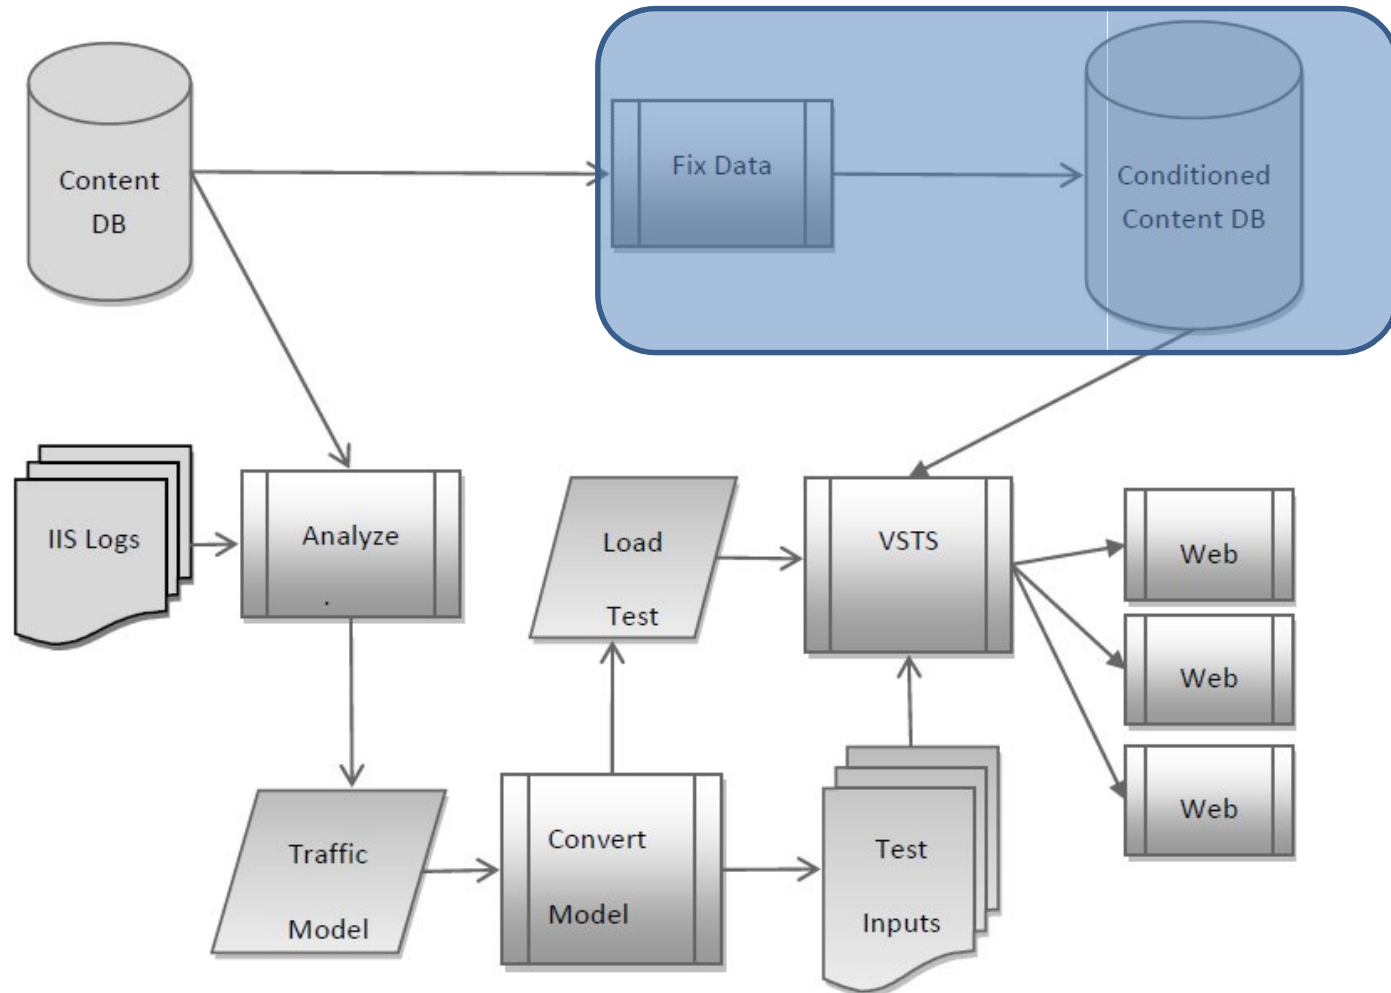 Content
DB
Fix Data
Conditioned
Content DB
IIS Logs
Analyze
.
Load
Test
VSTS
Web
Web
Web
Traffic
Model
Convert
Model
Test
Inputs